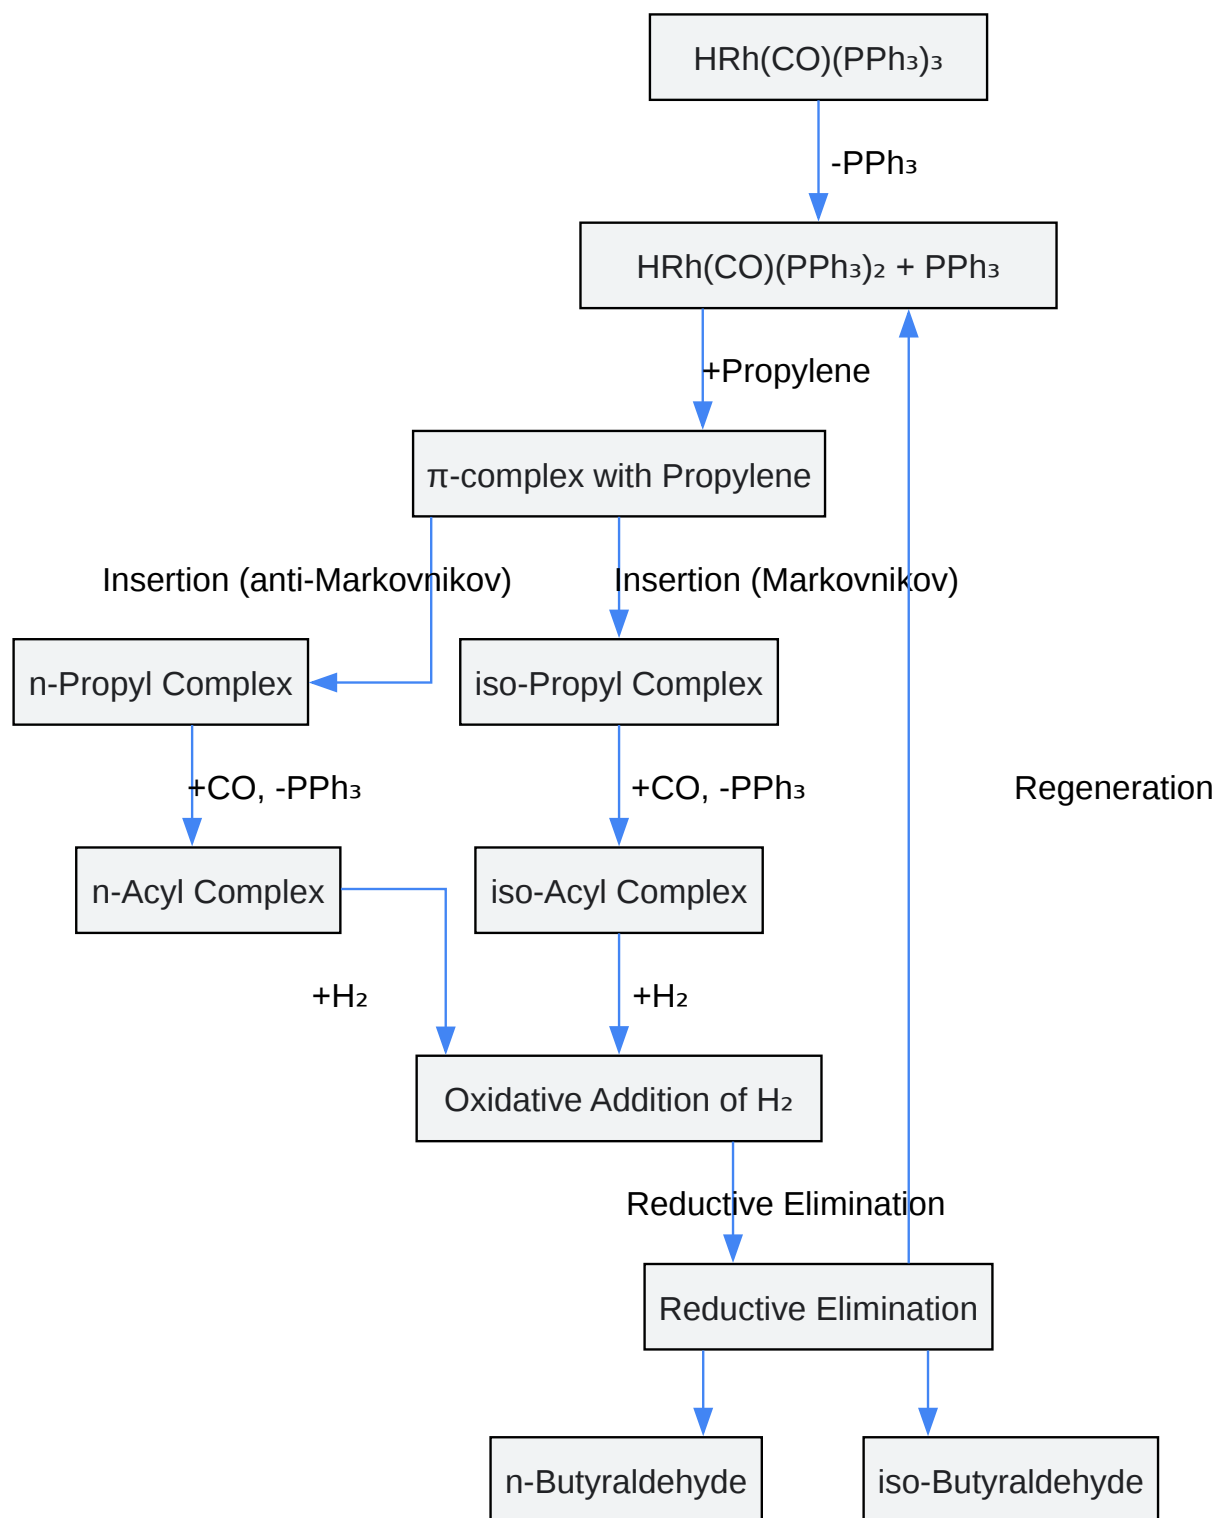 HRh(CO)(PPh₃)₃
-PPh₃
HRh(CO)(PPh₃)₂ + PPh₃
+Propylene
π-complex with Propylene
Insertion (anti-Markovnikov)
Insertion (Markovnikov)
n-Propyl Complex
iso-Propyl Complex
+CO, -PPh₃
+CO, -PPh₃
Regeneration
n-Acyl Complex
iso-Acyl Complex
+H₂
+H₂
Oxidative Addition of H₂
Reductive Elimination
Reductive Elimination
n-Butyraldehyde
iso-Butyraldehyde